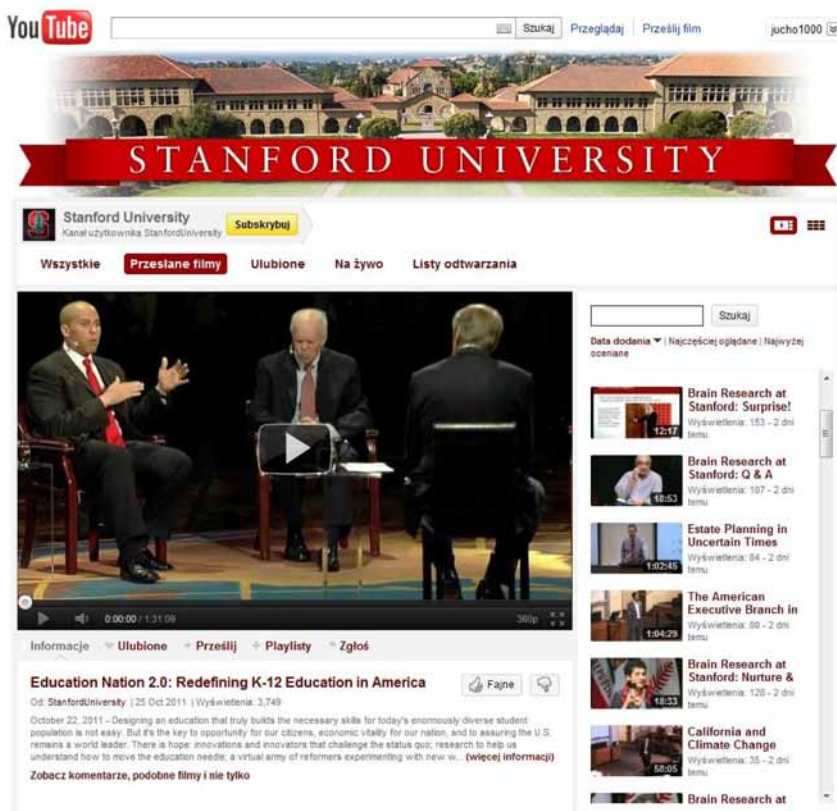 You Tube
Szukaj
Przeglądaj
Prześlij film
jucho1000
STANFORD UNIVERSITY
Stanford University
Kanał użytkownika StanfordUniversity
Subskrybuj
Wszystkie
Przesłane filmy
Ulubione
Na żywo
Listy odtwarzania
0:00:00 / 1:31:09
360p
Informacje
Ulubione
Prześlij
Playlisty
Zgłoś
Education Nation 2.0: Redefining K-12 Education in America
Fajne
Od: StanfordUniversity | 25 Oct 2011 | Wyświetlenia: 3,749
October 22, 2011 - Designing an education that truly builds the necessary skills for today's enormously diverse student
population is not easy. But it's the key to opportunity for our citizens, economic vitality for our nation, and to assuring the U.S.
remains a world leader. There is hope: innovations and innovators that challenge the status quo; research to help us
understand how to move the education needle; a virtual army of reformers experimenting with new w... (więcej informacji)
Zobacz komentarze, podobne filmy i nie tylko
Szukaj
Data dodania ▼ | Najczęściej oglądane | Najwyżej
oceniane
Brain Research at
Stanford: Surprise!
Wyświetlenia: 153 - 2 dni
temu
12:17
Brain Research at
Stanford: Q & A
Wyświetlenia: 107 - 2 dni
temu
18:53
Estate Planning in
Uncertain Times
Wyświetlenia: 84 - 2 dni
temu
1:02:45
The American
Executive Branch in
Wyświetlenia: 80 - 2 dni
temu
1:04:29
Brain Research at
Stanford: Nurture &
Wyświetlenia: 128 - 2 dni
temu
18:33
California and
Climate Change
Wyświetlenia: 35 - 2 dni
temu
58:05
Brain Research at